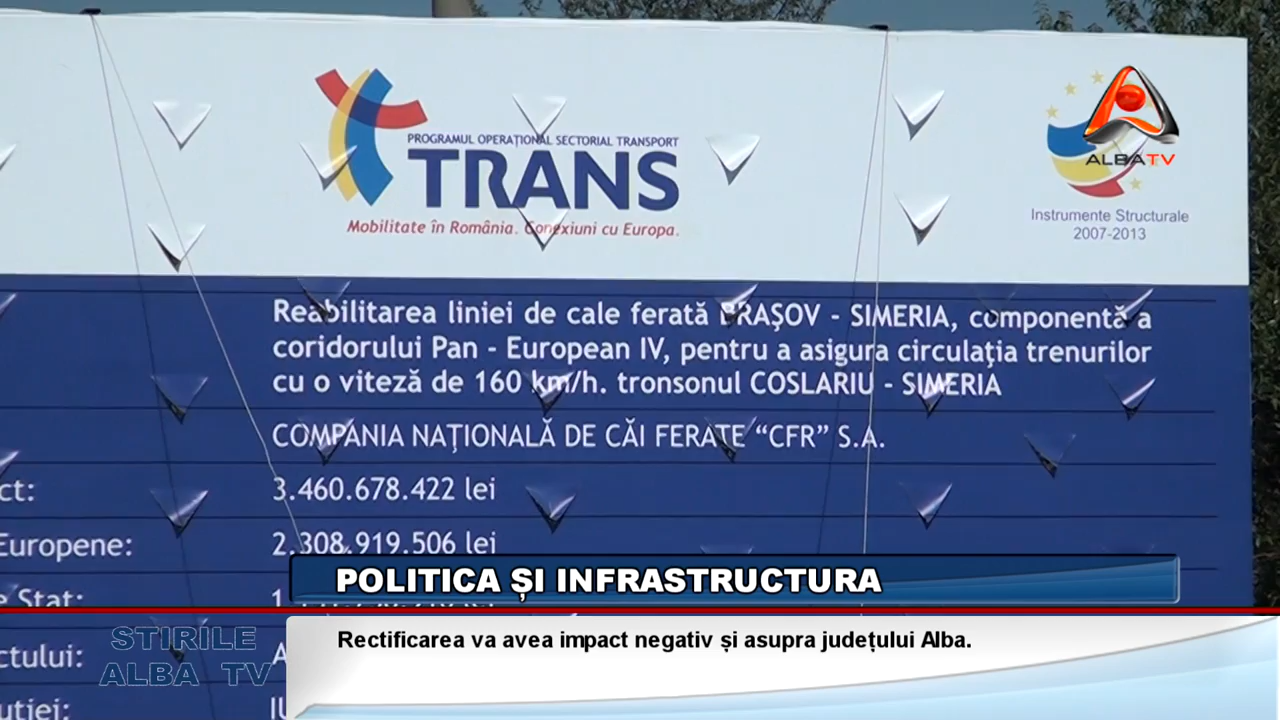 PROGRAMUL OPERAȚIONAL SECTORIAL TRANSPORT
TRANS
Mobilitate în România. Conexiuni cu Europa.
ALBA TV
Instrumente Structurale
2007-2013
Reabilitarea liniei de cale ferată BRAŞOV - SIMERIA, componentă a
coridorului Pan - European IV, pentru a asigura circulaţia trenurilor
cu o viteză de 160 km/h. tronsonul COSLARIU - SIMERIA
COMPANIA NAŢIONALĂ DE CĂI FERATE “CFR” S.A.
ct: 3.460.678.422 lei
Europene: 2.308.919.506 lei
Stat:
ctului:
POLITICA ȘI INFRASTRUCTURA
STIRILE
ALBA TV
Rectificarea va avea impact negativ și asupra județului Alba.